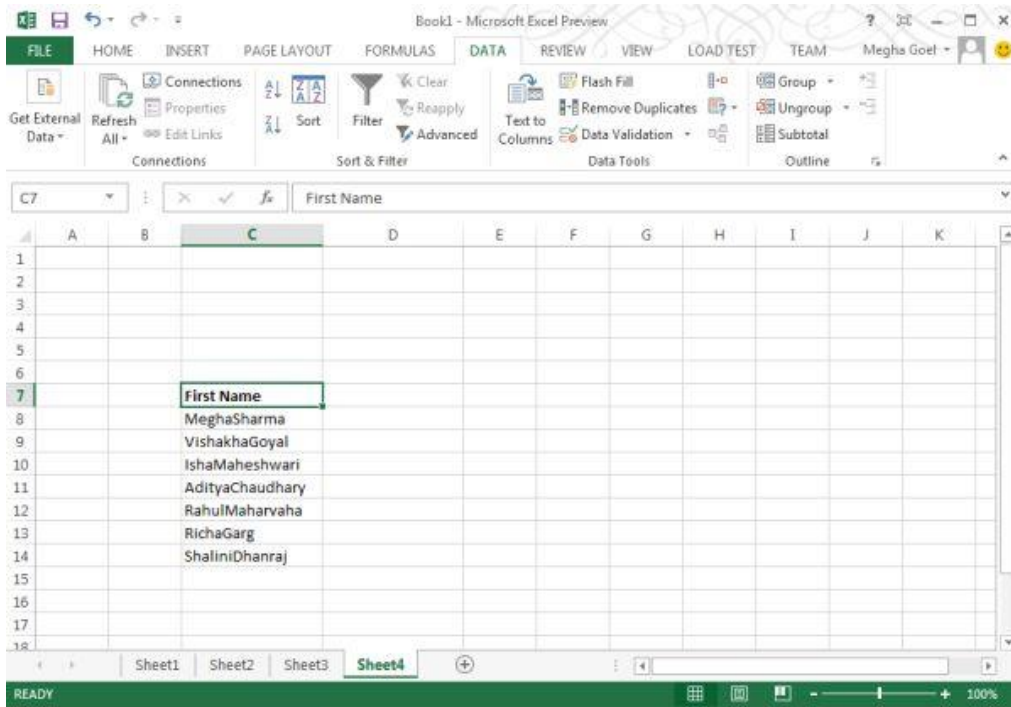 Book1 - Microsoft Excel Preview
FILE HOME INSERT PAGE LAYOUT FORMULAS DATA REVIEW VIEW LOAD TEST TEAM Megha Goel
Get External Data
Refresh All
Connections
Properties
Edit Links
Connections
Sort
Filter
Clear
Reapply
Advanced
Sort & Filter
Text to Columns
Flash Fill
Remove Duplicates
Data Validation
Data Tools
Group
Ungroup
Subtotal
Outline
C7 fx First Name
A B C D E F G H I J K
1
2
3
4
5
6
7 First Name
8 MeghaSharma
9 VishakhaGoyal
10 IshaMaheshwari
11 AdityaChaudhary
12 RahulMaharvaha
13 RichaGarg
14 ShaliniDhanraj
15
16
17
18
Sheet1 Sheet2 Sheet3 Sheet4
READY 100%